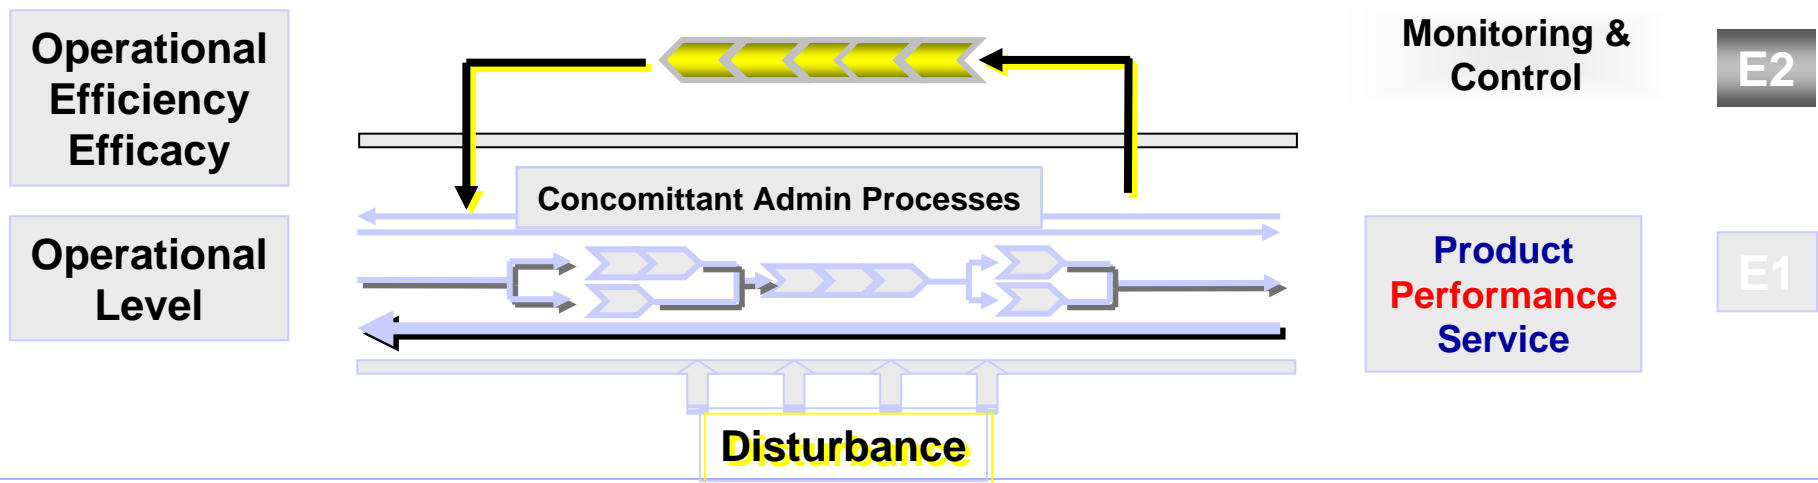 Operational
Efficiency
Efficacy
Monitoring &
Control
E2
Concomittant Admin Processes
Operational
Level
Product
Performance
Service
E1
Disturbance